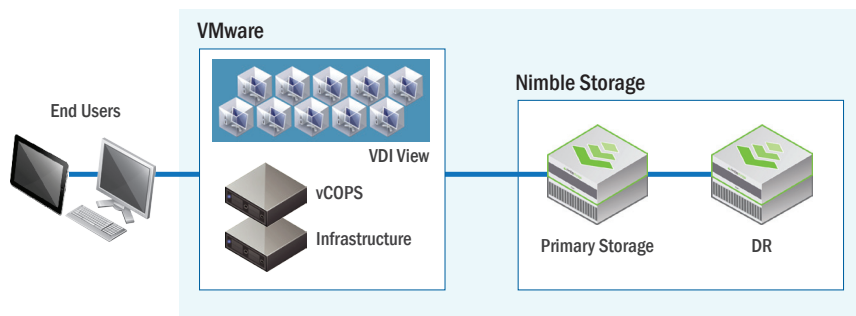 VMware
Nimble Storage
End Users
VDI View
vCOPS
Infrastructure
Primary Storage
DR